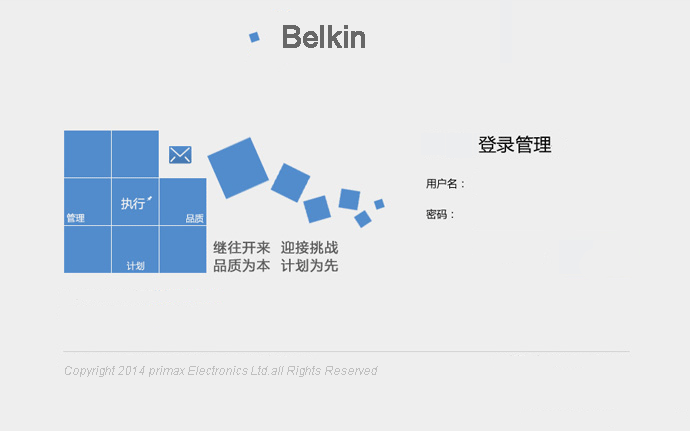 Belkin
登录管理
用户名：
密码：
管理
执行
品质
计划
继往开来 迎接挑战
品质为本 计划为先
Copyright 2014 primax Electronics Ltd.all Rights Reserved